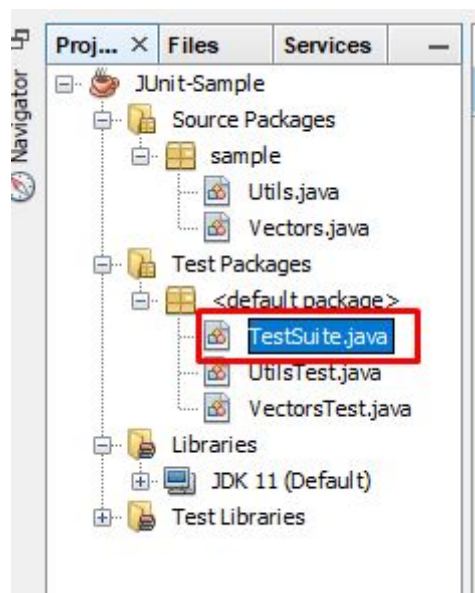 Proj... × Files Services
Navigator
JUnit-Sample
Source Packages
sample
Utils.java
Vectors.java
Test Packages
<default package>
TestSuite.java
UtilsTest.java
VectorsTest.java
Libraries
JDK 11 (Default)
Test Libraries